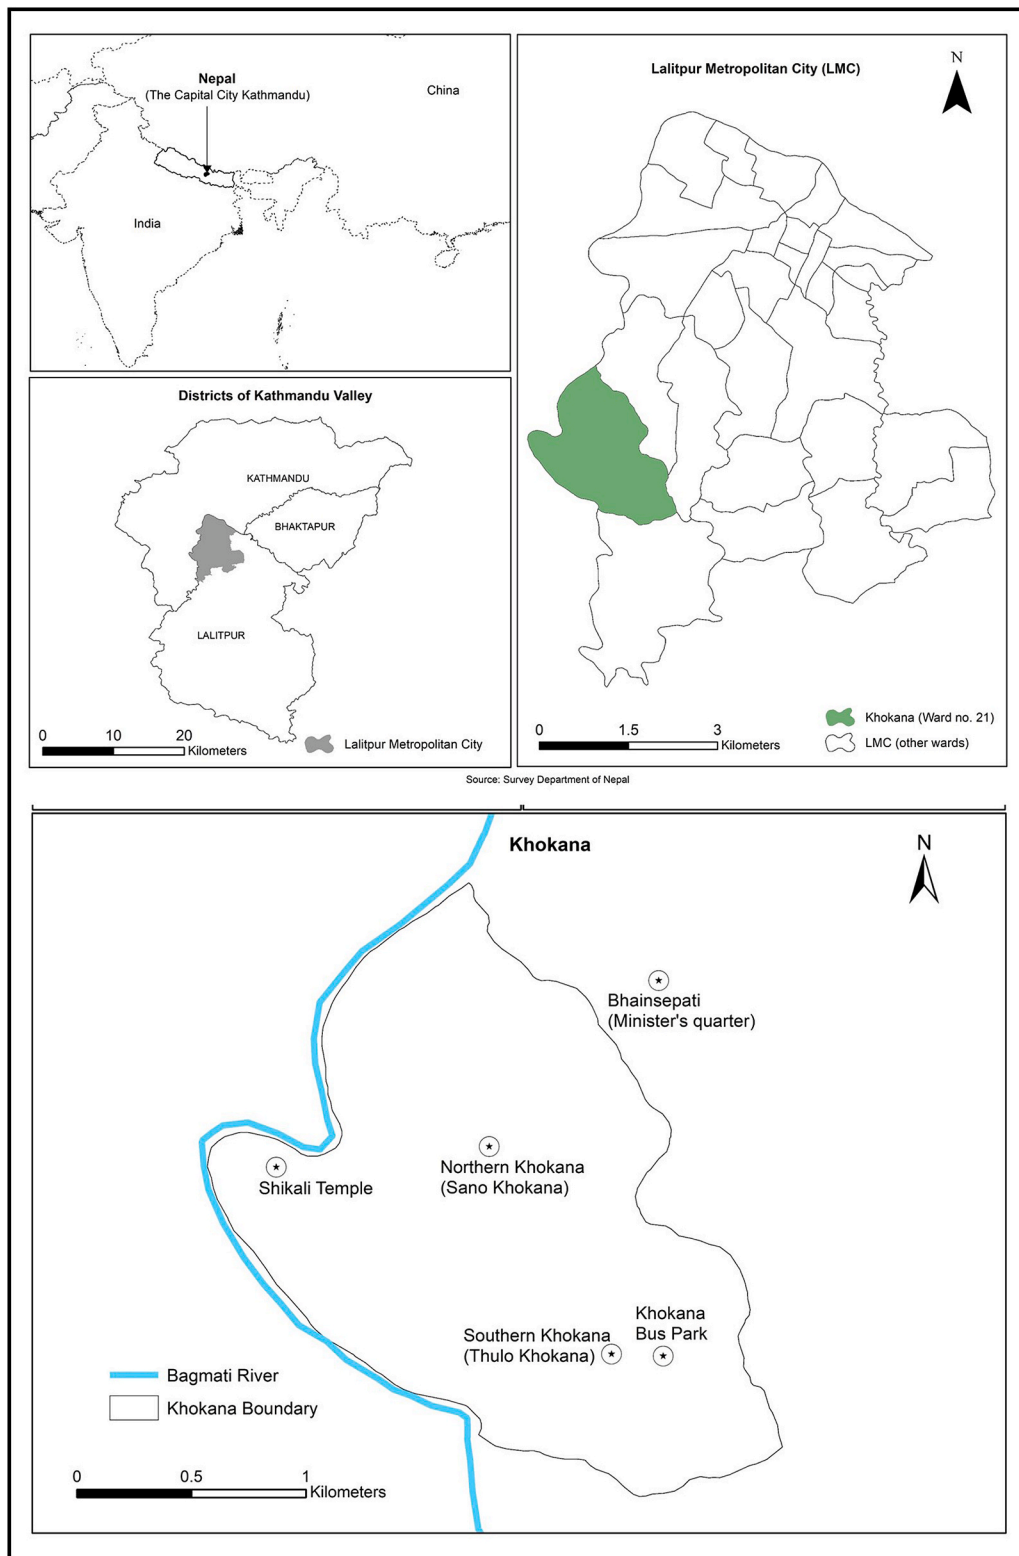 Nepal
(The Capital City Kathmandu)
China
India
Districts of Kathmandu Valley
KATHMANDU
BHAKTAPUR
LALITPUR
0 10 20
Kilometers
Lalitpur Metropolitan City
Lalitpur Metropolitan City (LMC)
N
Khokana (Ward no. 21)
LMC (other wards)
0 1.5 3
Kilometers
Source: Survey Department of Nepal
Khokana
N
Bhainsepati
(Minister's quarter)
Northern Khokana
(Sano Khokana)
Shikali Temple
Khokana
Bus Park
Southern Khokana
(Thulo Khokana)
Bagmati River
Khokana Boundary
0 0.5 1
Kilometers